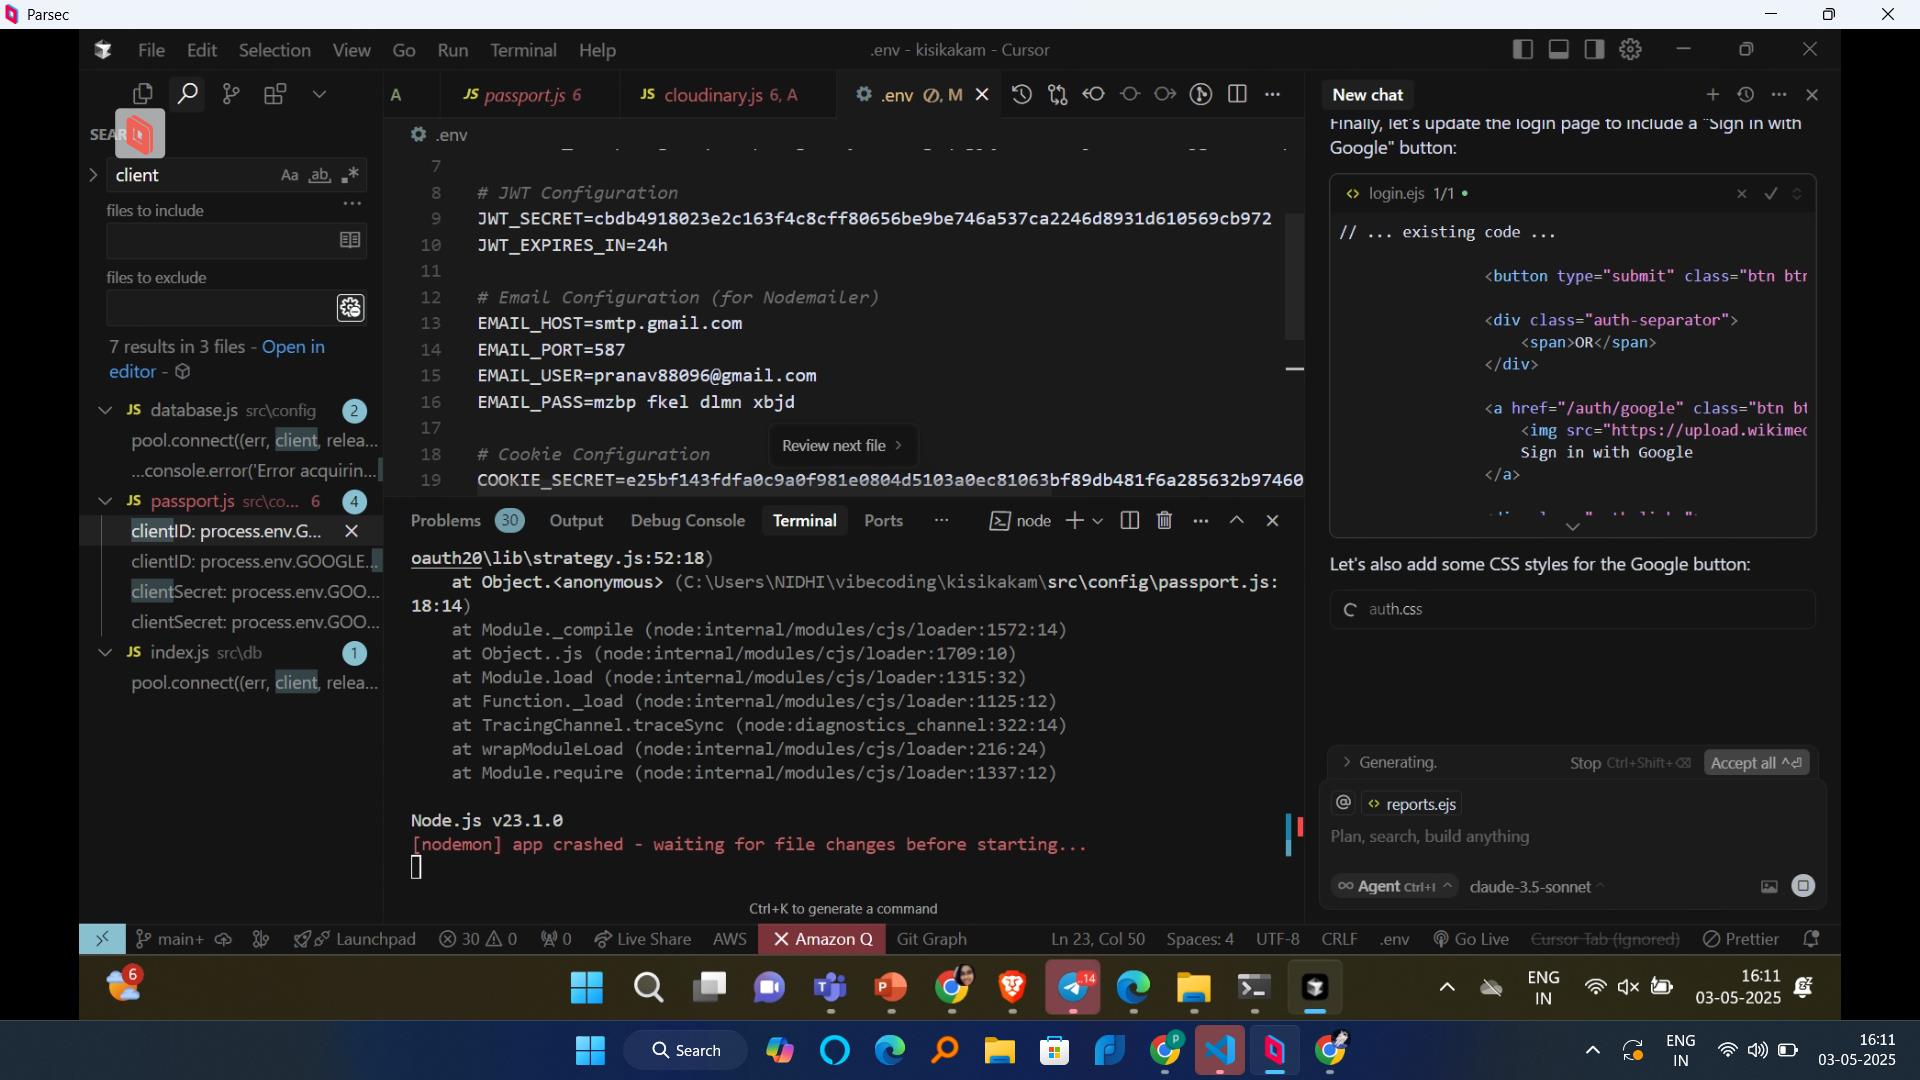 Parsec
File Edit Selection View Go Run Terminal Help
.env - kisikakam - Cursor
A
JS passport.js 6
JS cloudinary.js 6, A
.env M
New chat
SEAR
client
Aa ab
files to include
files to exclude
7 results in 3 files - Open in
editor -
JS database.js src\config 2
pool.connect((err, client, relea...
...console.error('Error acquirin...
JS passport.js src\co... 6 4
clientID: process.env.G...
clientID: process.env.GOOGLE...
clientSecret: process.env.GOO...
clientSecret: process.env.GOO...
JS index.js src\db 1
pool.connect((err, client, relea...
.env
7
8 # JWT Configuration
9 JWT_SECRET=cbdb4918023e2c163f4c8cff80656be9be746a537ca2246d8931d610569cb972
10 JWT_EXPIRES_IN=24h
11
12 # Email Configuration (for Nodemailer)
13 EMAIL_HOST=smtp.gmail.com
14 EMAIL_PORT=587
15 EMAIL_USER=pranav88096@gmail.com
16 EMAIL_PASS=mzbp fkel dlmn xbjd
17
Review next file >
18 # Cookie Configuration
19 COOKIE_SECRET=e25bf143fdfa0c9a0f981e0804d5103a0ec81063bf89db481f6a285632b97460
Problems 30 Output Debug Console Terminal Ports ... node
oauth20\lib\strategy.js:52:18)
at Object.<anonymous> (C:\Users\NIDHI\vibecoding\kisikakam\src\config\passport.js:
18:14)
at Module._compile (node:internal/modules/cjs/loader:1572:14)
at Object..js (node:internal/modules/cjs/loader:1709:10)
at Module.load (node:internal/modules/cjs/loader:1315:32)
at Function._load (node:internal/modules/cjs/loader:1125:12)
at TracingChannel.traceSync (node:diagnostics_channel:322:14)
at wrapModuleLoad (node:internal/modules/cjs/loader:216:24)
at Module.require (node:internal/modules/cjs/loader:1337:12)
Node.js v23.1.0
[nodemon] app crashed - waiting for file changes before starting...
Ctrl+K to generate a command
Finally, let's update the login page to include a "Sign in with
Google" button:
login.ejs 1/1
// ... existing code ...
<button type="submit" class="btn btr
<div class="auth-separator">
<span>OR</span>
</div>
<a href="/auth/google" class="btn bt
<img src="https://upload.wikimec
Sign in with Google
</a>
Let's also add some CSS styles for the Google button:
auth.css
> Generating. Stop Ctrl+Shift+⌫ Accept all ^⏎
@ <> reports.ejs
Plan, search, build anything
∞ Agent Ctrl+I claude-3.5-sonnet
main+ Launchpad 30 0 0 Live Share AWS Amazon Q Git Graph
Ln 23, Col 50 Spaces: 4 UTF-8 CRLF .env Go Live Cursor Tab (Ignored) Prettier
6
14
ENG
IN
16:11
03-05-2025
Search
P
ENG
IN
16:11
03-05-2025